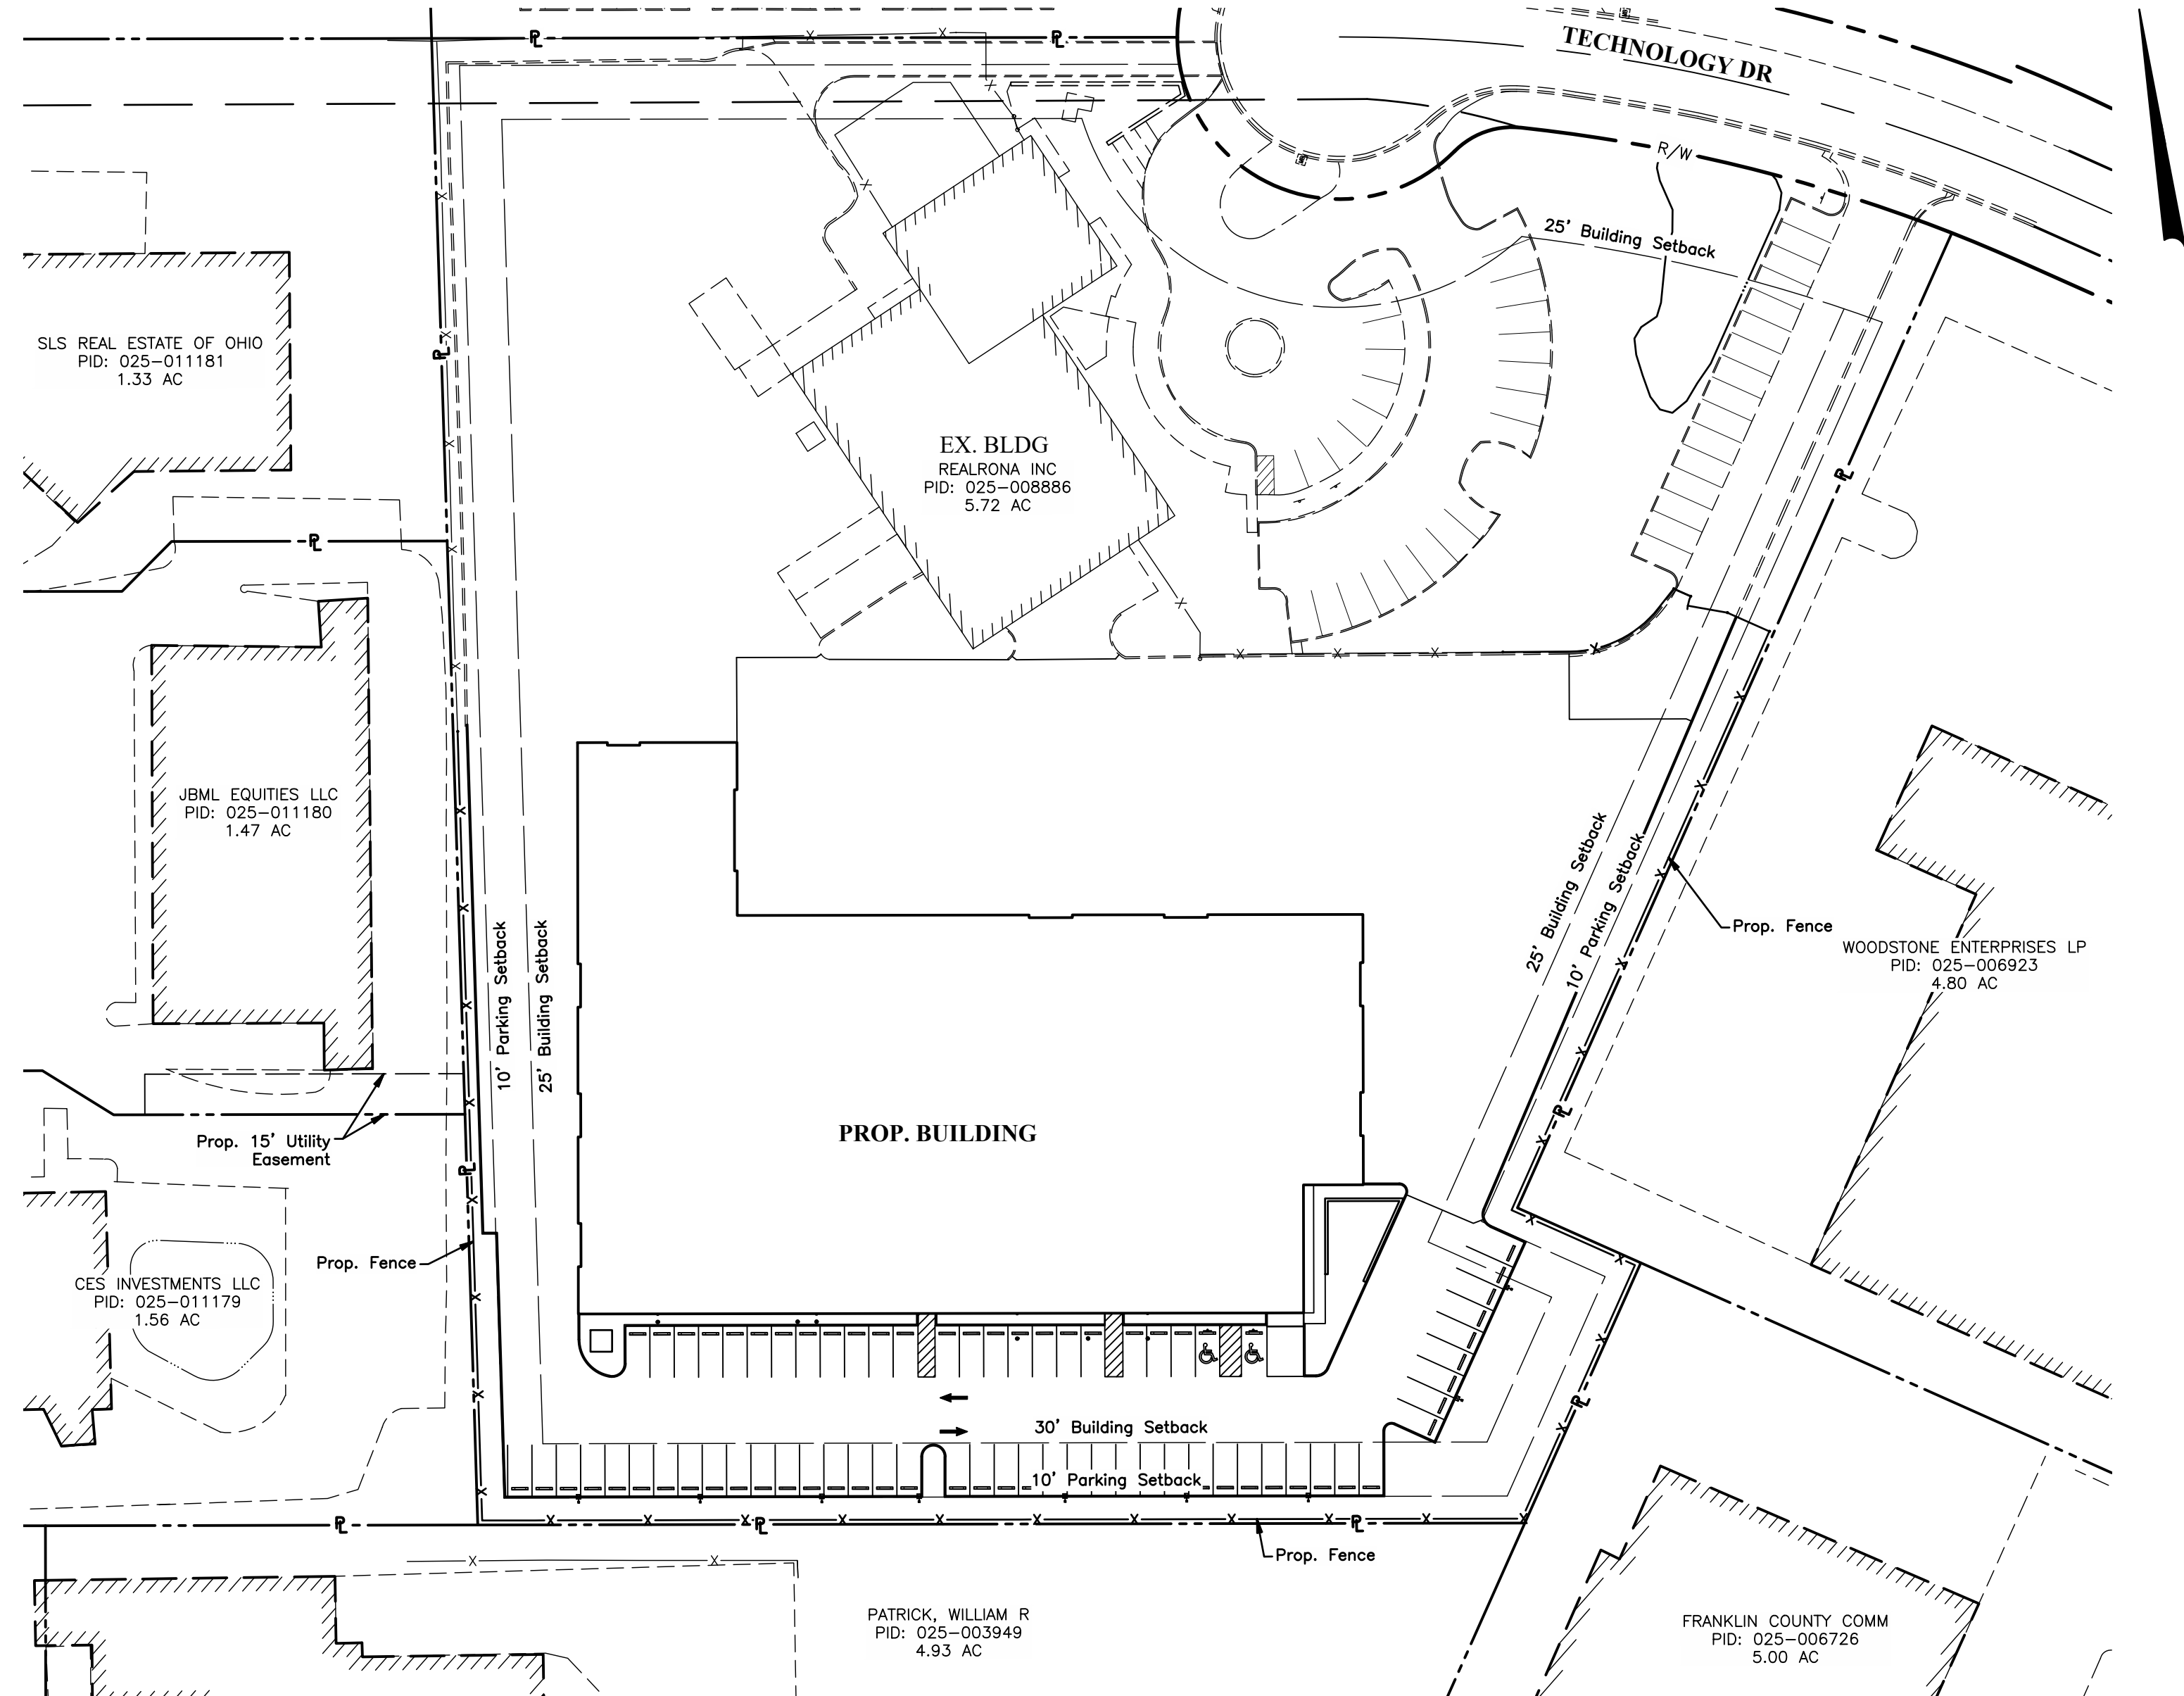 TECHNOLOGY DR
R/W
25' Building Setback
SLS REAL ESTATE OF OHIO
PID: 025-011181
1.33 AC
EX. BLDG
REALRONA INC
PID: 025-008886
5.72 AC
JBML EQUITIES LLC
PID: 025-011180
1.47 AC
25' Building Setback
10' Parking Setback
Prop. Fence
WOODSTONE ENTERPRISES LP
PID: 025-006923
4.80 AC
10' Parking Setback
25' Building Setback
PROP. BUILDING
Prop. 15' Utility
Easement
Prop. Fence
CES INVESTMENTS LLC
PID: 025-011179
1.56 AC
30' Building Setback
10' Parking Setback
Prop. Fence
PATRICK, WILLIAM R
PID: 025-003949
4.93 AC
FRANKLIN COUNTY COMM
PID: 025-006726
5.00 AC